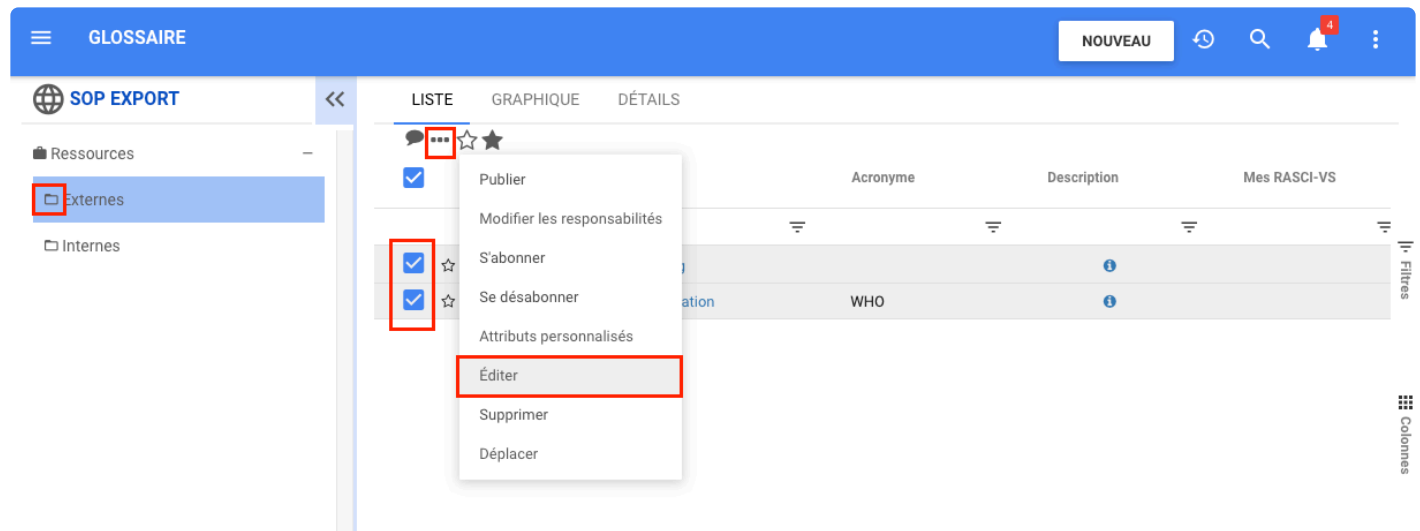 GLOSSAIRE
NOUVEAU
4
SOP EXPORT
LISTE GRAPHIQUE DÉTAILS
Ressources
Externes
Internes
Acronyme Description Mes RASCI-VS
Publier
Modifier les responsabilités
S'abonner
Se désabonner
Attributs personnalisés
Éditer
Supprimer
Déplacer
ation WHO
Filtres
Colonnes